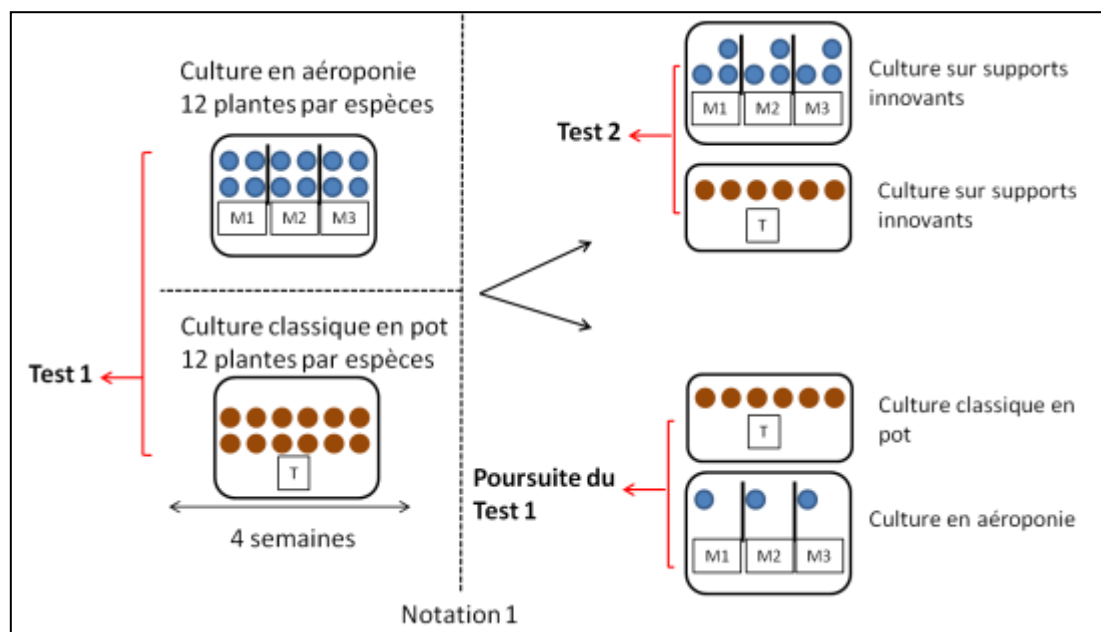 Culture en aéroponie
12 plantes par espèces
M1 M2 M3
Test 1
Culture classique en pot
12 plantes par espèces
T
4 semaines
Notation 1
M1 M2 M3
Culture sur supports
innovants
Test 2
T
Culture sur supports
innovants
T
Culture classique en
pot
Poursuite du
Test 1
M1 M2 M3
Culture en aéroponie